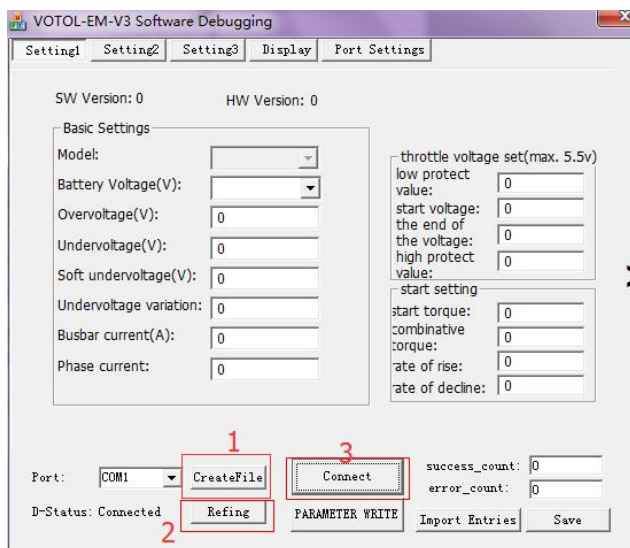 VOTOL-EM-V3 Software Debugging
Setting1 Setting2 Setting3 Display Port Settings
SW Version: 0 HW Version: 0
Basic Settings
Model:
Battery Voltage(V):
Overvoltage(V): 0
Undervoltage(V): 0
Soft undervoltage(V): 0
Undervoltage variation: 0
Busbar current(A): 0
Phase current: 0
throttle voltage set(max. 5.5v)
low protect
value: 0
start voltage: 0
the end of
the voltage: 0
high protect
value: 0
start setting
start torque: 0
combinative
torque: 0
rate of rise: 0
rate of decline: 0
1
3
Port: COM1 CreateFile Connect success_count: 0
error_count: 0
D-Status: Connected Refing PARAMETER WRITE Import Entries Save
2